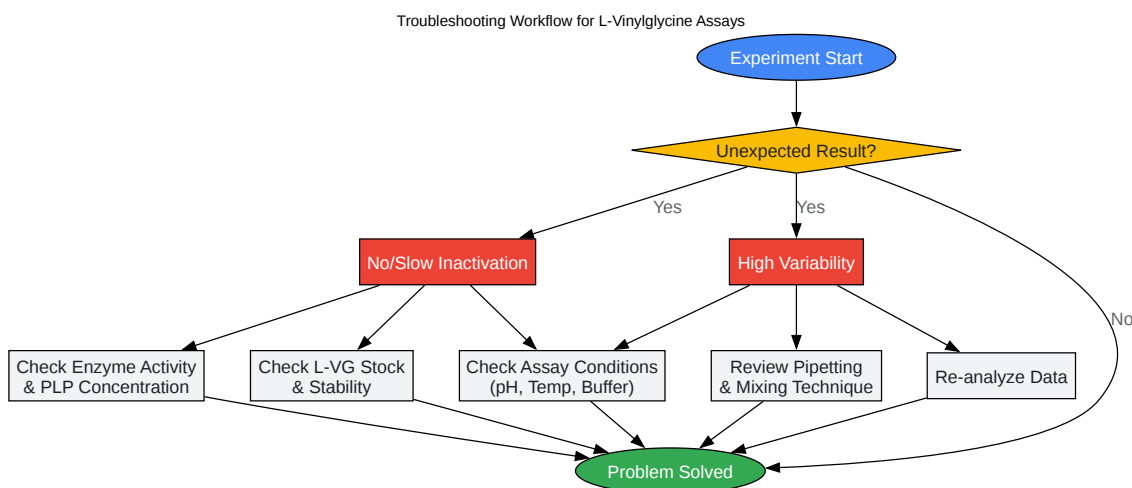 Troubleshooting Workflow for L-Vinylglycine Assays
Experiment Start
Unexpected Result?
Yes
Yes
No/Slow Inactivation
High Variability
No
Check Enzyme Activity
& PLP Concentration
Check L-VG Stock
& Stability
Check Assay Conditions
(pH, Temp, Buffer)
Review Pipetting
& Mixing Technique
Re-analyze Data
Problem Solved